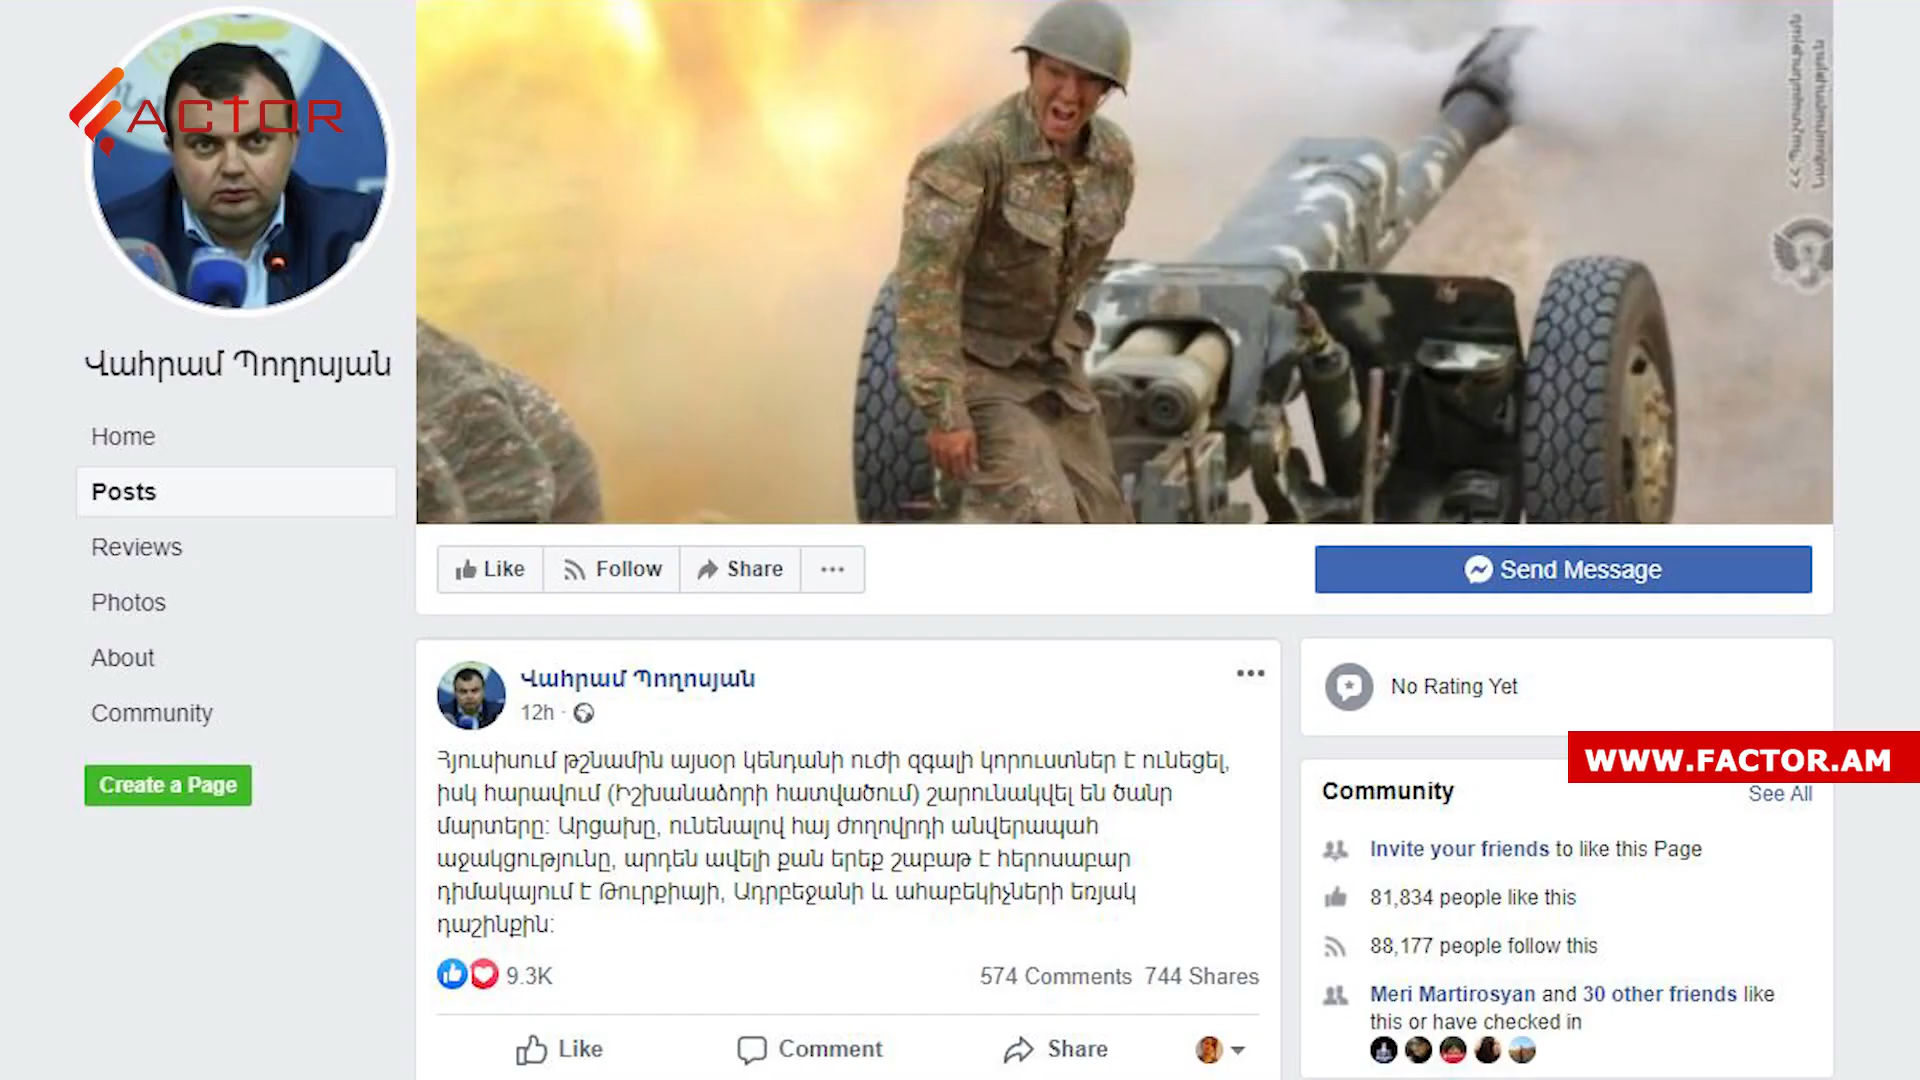 FACTOR
Վահրամ Պողոսյան
Home
Posts
Reviews
Photos
About
Community
Create a Page
ՀՀ Պաշտպանության
նախարարություն
Like
Follow
Share
Send Message
Վահրամ Պողոսյան
12h ·
Հյուսիսում թշնամին այսօր կենդանի ուժի զգալի կորուստներ է ունեցել,
իսկ հարավում (Իշխանաձորի հատվածում) շարունակվել են ծանր
մարտերը։ Արցախը, ունենալով հայ ժողովրդի անվերապահ
աջակցությունը, արդեն ավելի քան երեք շաբաթ է հերոսաբար
դիմակայում է Թուրքիայի, Ադրբեջանի և ահաբեկիչների եռյակ
դաշինքին։
9.3K
574 Comments 744 Shares
Like
Comment
Share
No Rating Yet
WWW.FACTOR.AM
Community
See All
Invite your friends to like this Page
81,834 people like this
88,177 people follow this
Meri Martirosyan and 30 other friends like
this or have checked in